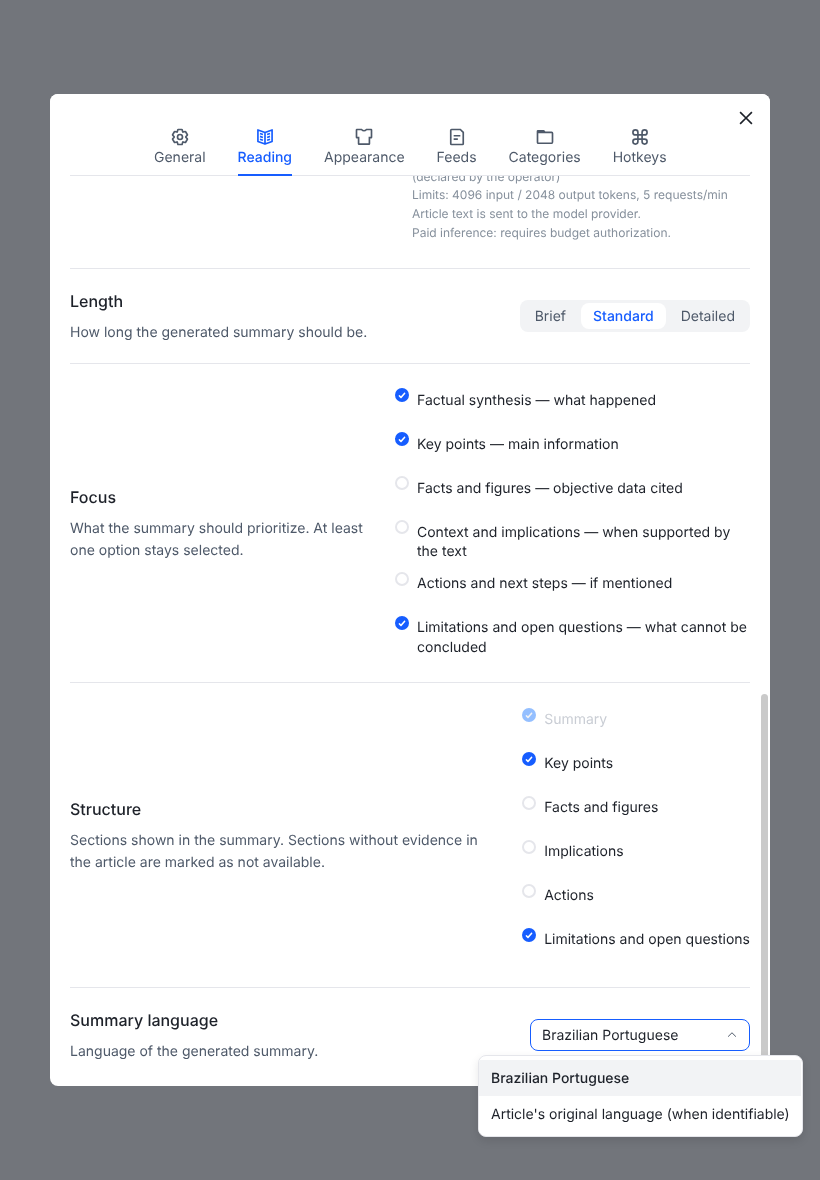 General
Reading
Appearance
Feeds
Categories
Hotkeys
(declared by the operator)
Limits: 4096 input / 2048 output tokens, 5 requests/min
Article text is sent to the model provider.
Paid inference: requires budget authorization.
Length
How long the generated summary should be.
Brief
Standard
Detailed
Focus
What the summary should prioritize. At least
one option stays selected.
Factual synthesis — what happened
Key points — main information
Facts and figures — objective data cited
Context and implications — when supported by
the text
Actions and next steps — if mentioned
Limitations and open questions — what cannot be
concluded
Structure
Sections shown in the summary. Sections without evidence in
the article are marked as not available.
Summary
Key points
Facts and figures
Implications
Actions
Limitations and open questions
Summary language
Language of the generated summary.
Brazilian Portuguese
Brazilian Portuguese
Article's original language (when identifiable)